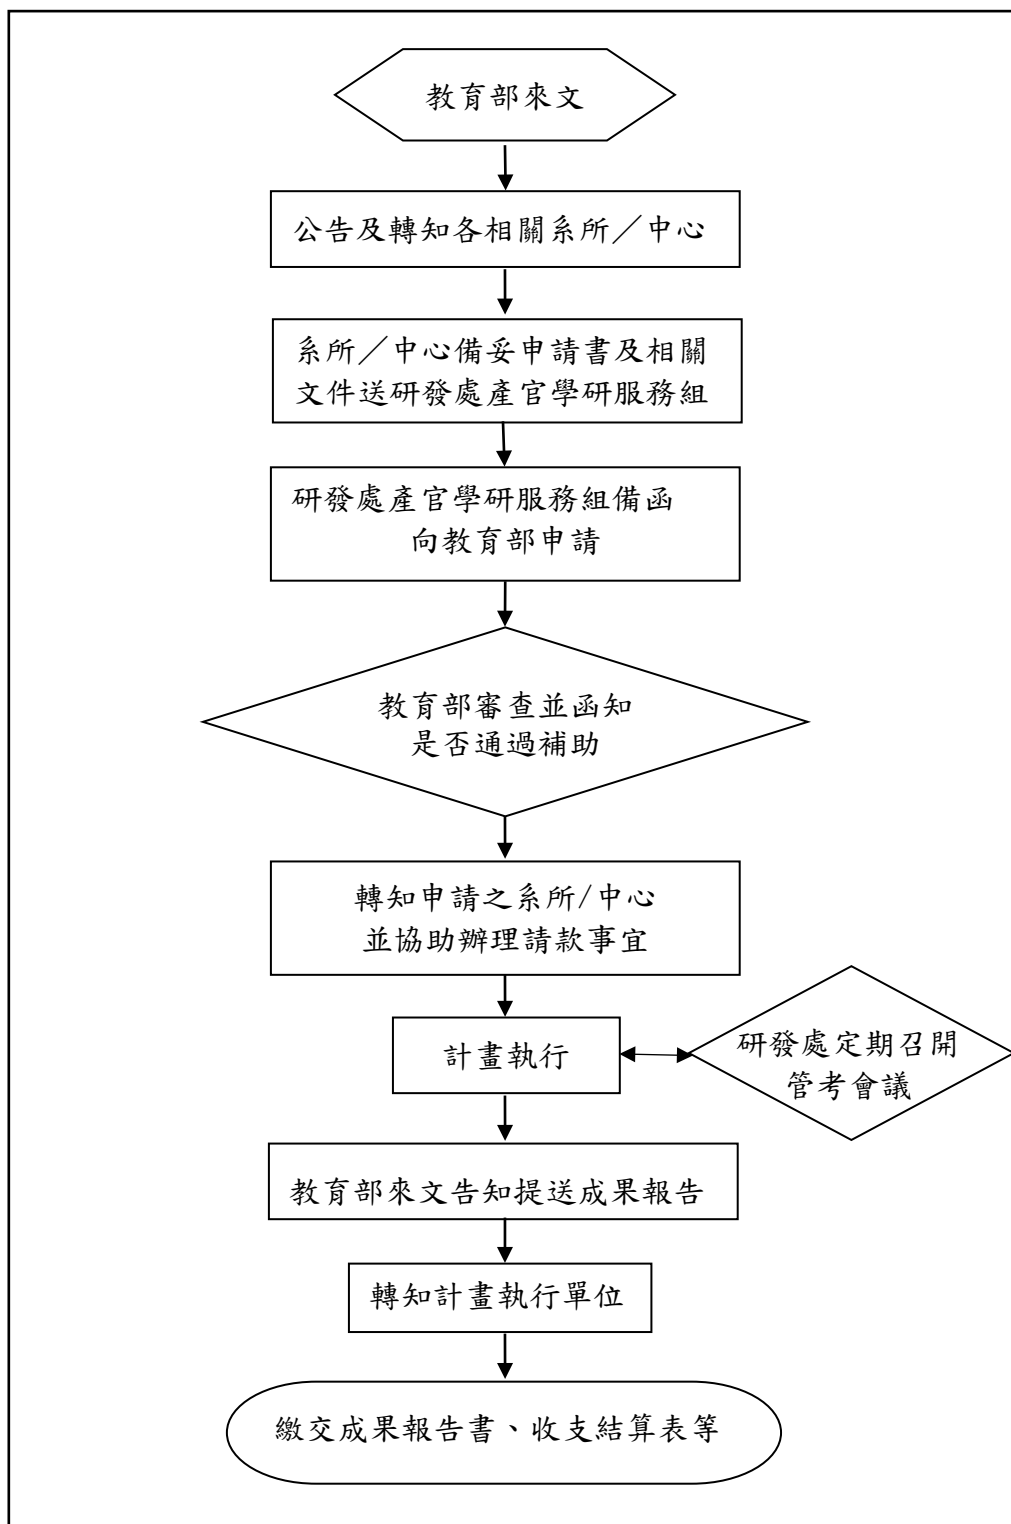 教育部來文
公告及轉知各相關系所／中心
系所／中心備妥申請書及相關
文件送研發處產官學研服務組
研發處產官學研服務組備函
向教育部申請
教育部審查並函知
是否通過補助
轉知申請之系所/中心
並協助辦理請款事宜
計畫執行
研發處定期召開
管考會議
教育部來文告知提送成果報告
轉知計畫執行單位
繳交成果報告書、收支結算表等